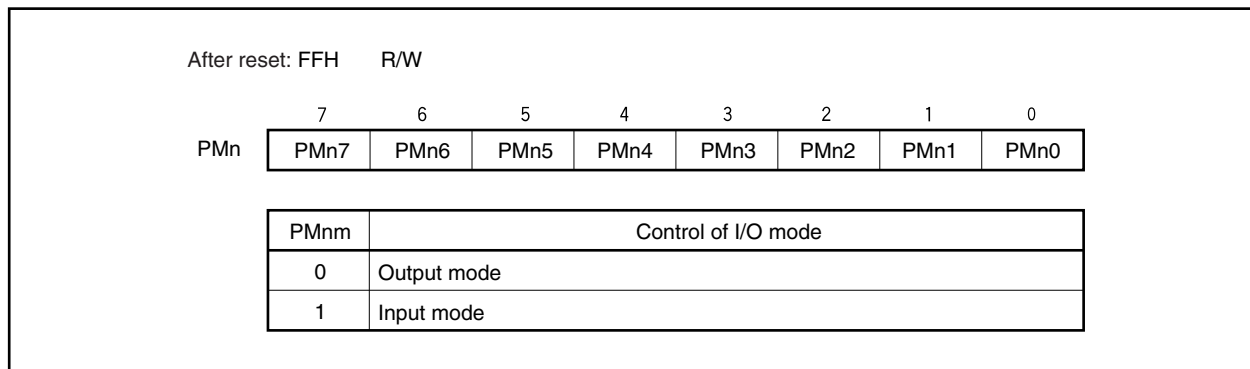 After reset: FFH R/W
7 6 5 4 3 2 1 0
PMn PMn7 PMn6 PMn5 PMn4 PMn3 PMn2 PMn1 PMn0
PMnm Control of I/O mode
0 Output mode
1 Input mode